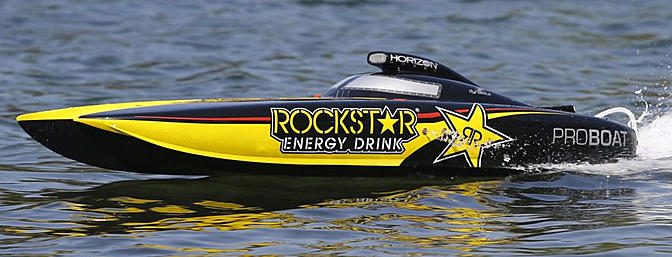 HORIZON
ROCKSTAR
ENERGY DRINK
PROBOAT